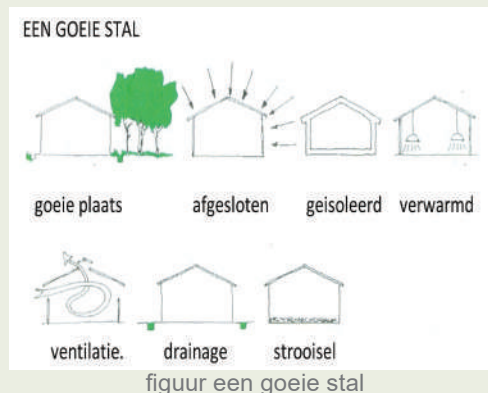 EEN GOEIE STAL
goeie plaats afgesloten geisoleerd verwarmd
ventilatie. drainage strooisel
figuur een goeie stal